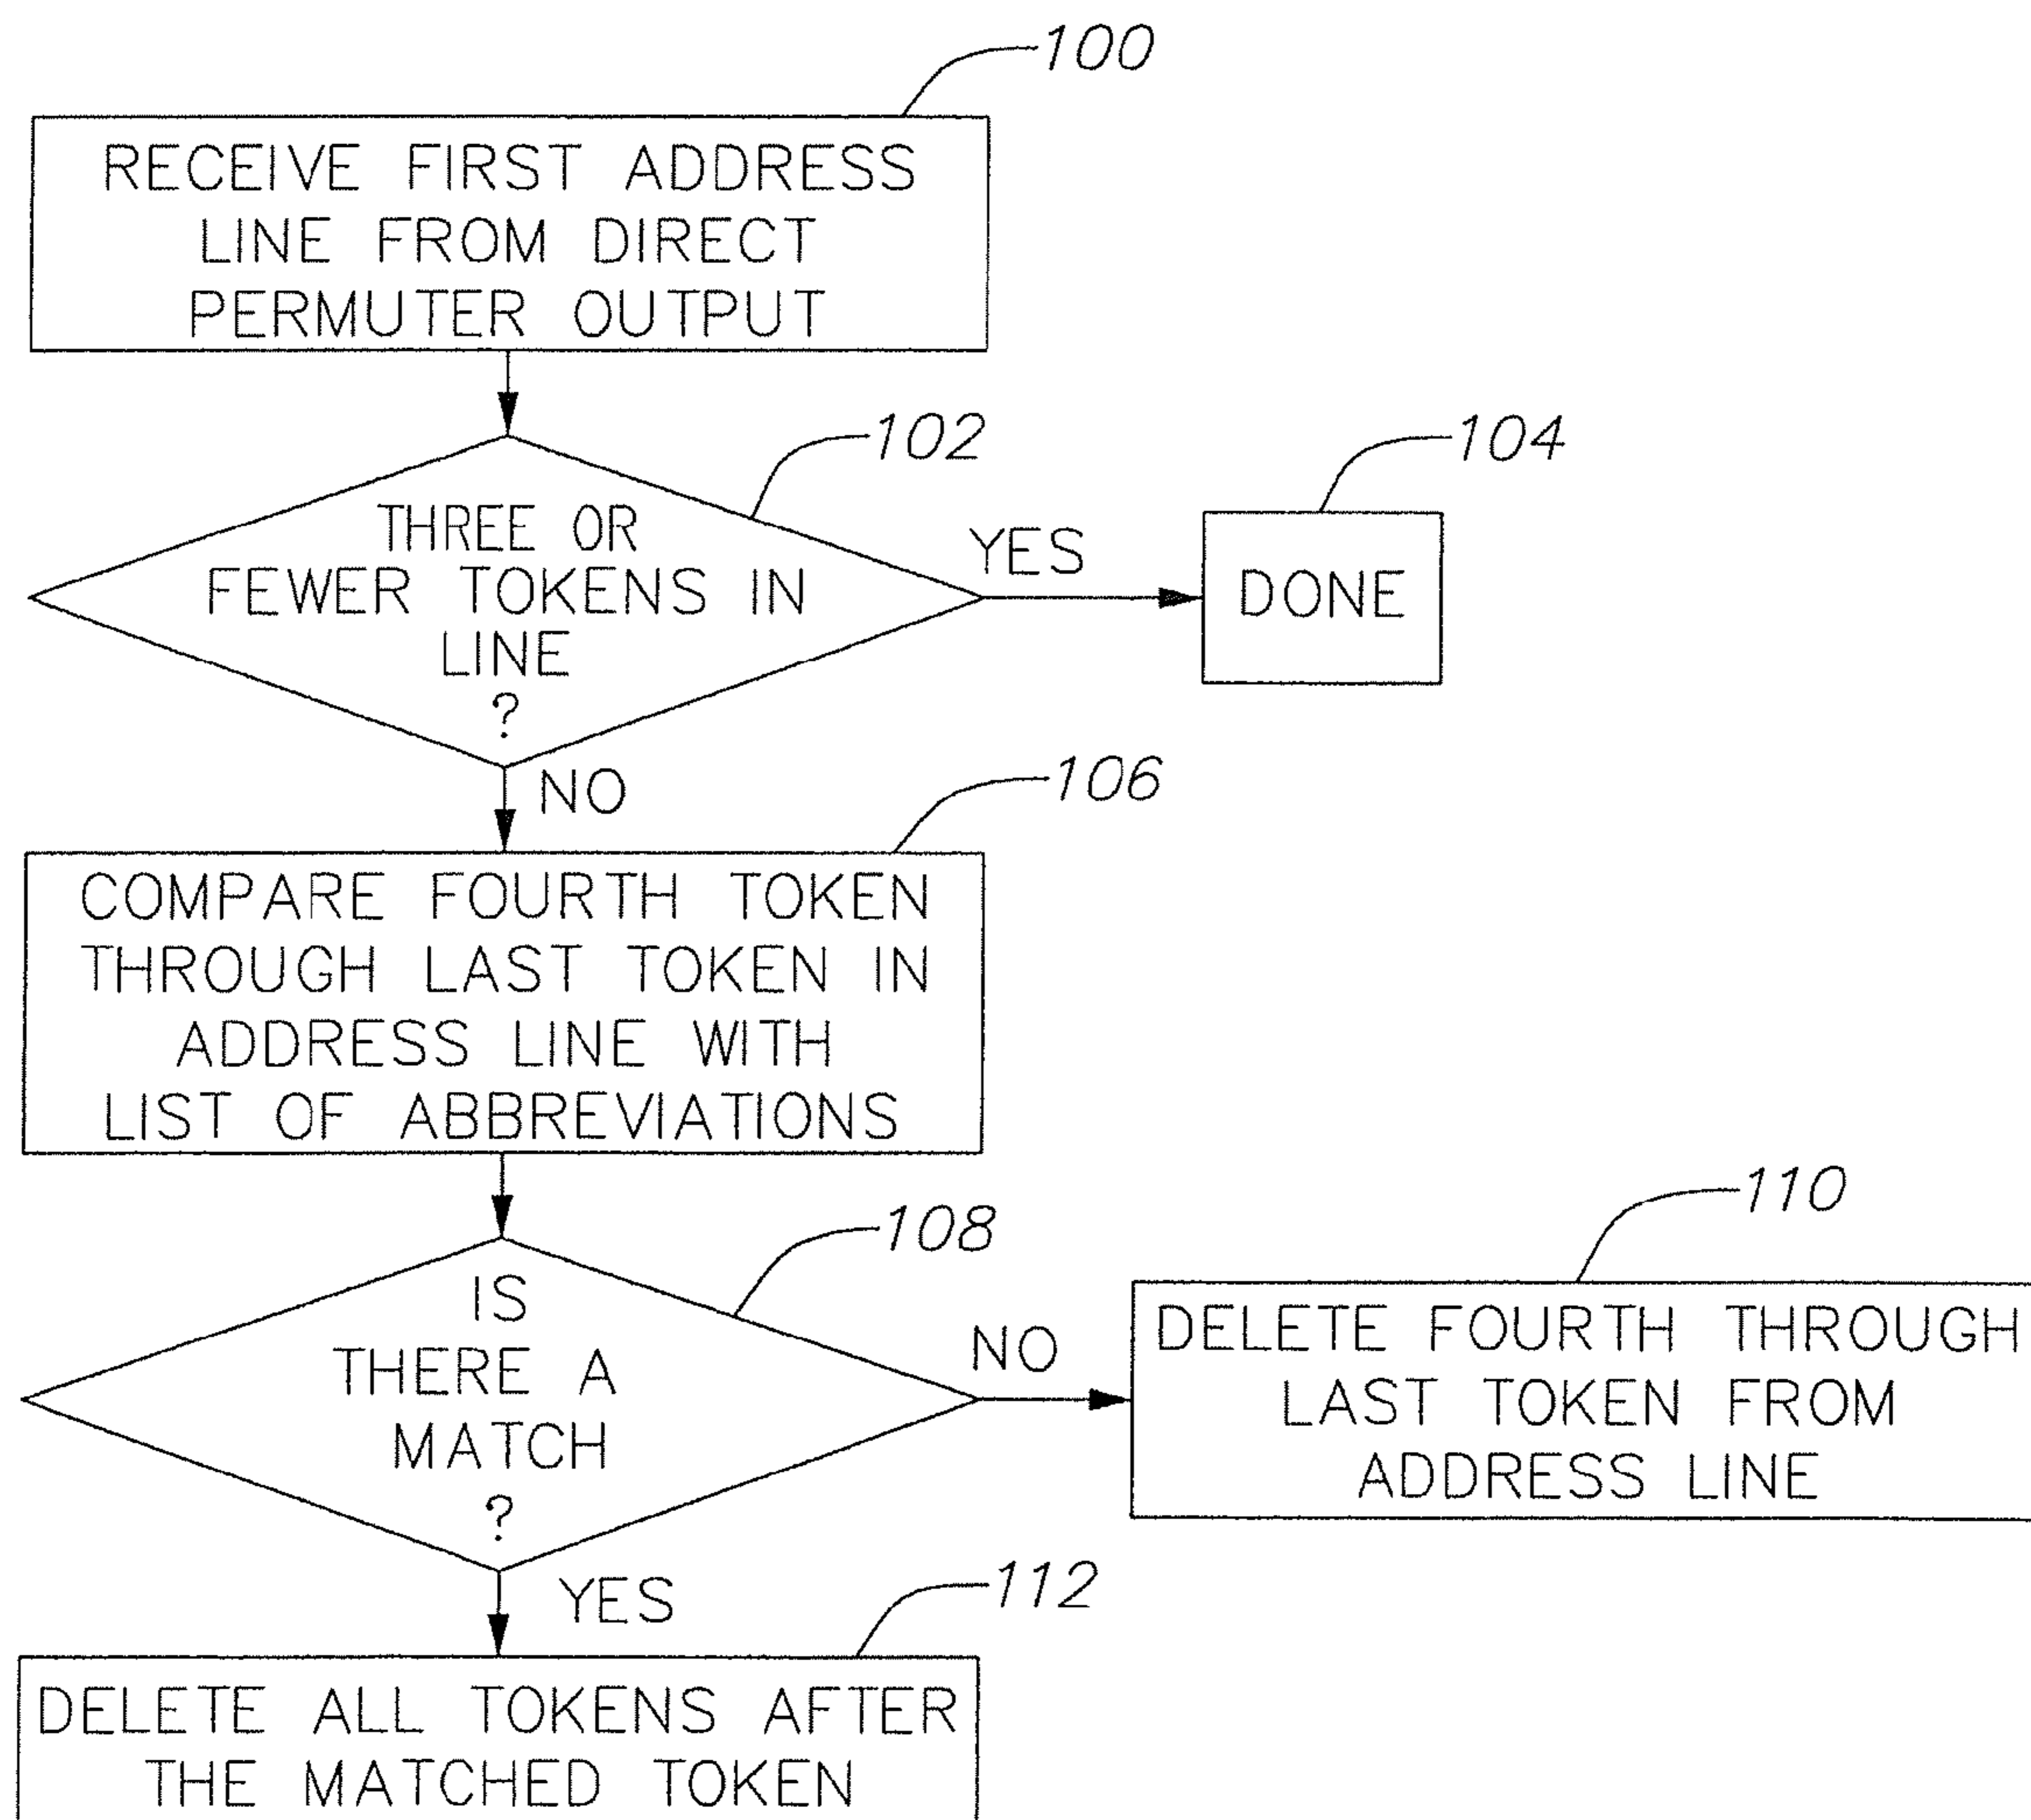 100
RECEIVE FIRST ADDRESS
LINE FROM DIRECT
PERMUTER OUTPUT
102
THREE OR
FEWER TOKENS IN
LINE
?
YES
104
DONE
NO
106
COMPARE FOURTH TOKEN
THROUGH LAST TOKEN IN
ADDRESS LINE WITH
LIST OF ABBREVIATIONS
108
IS
THERE A
MATCH
?
NO
110
DELETE FOURTH THROUGH
LAST TOKEN FROM
ADDRESS LINE
YES
112
DELETE ALL TOKENS AFTER
THE MATCHED TOKEN